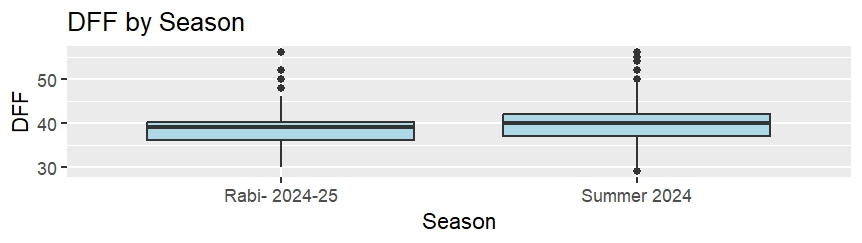 DFF by Season
DFF
50
40
30
Rabi- 2024-25 Summer 2024
Season